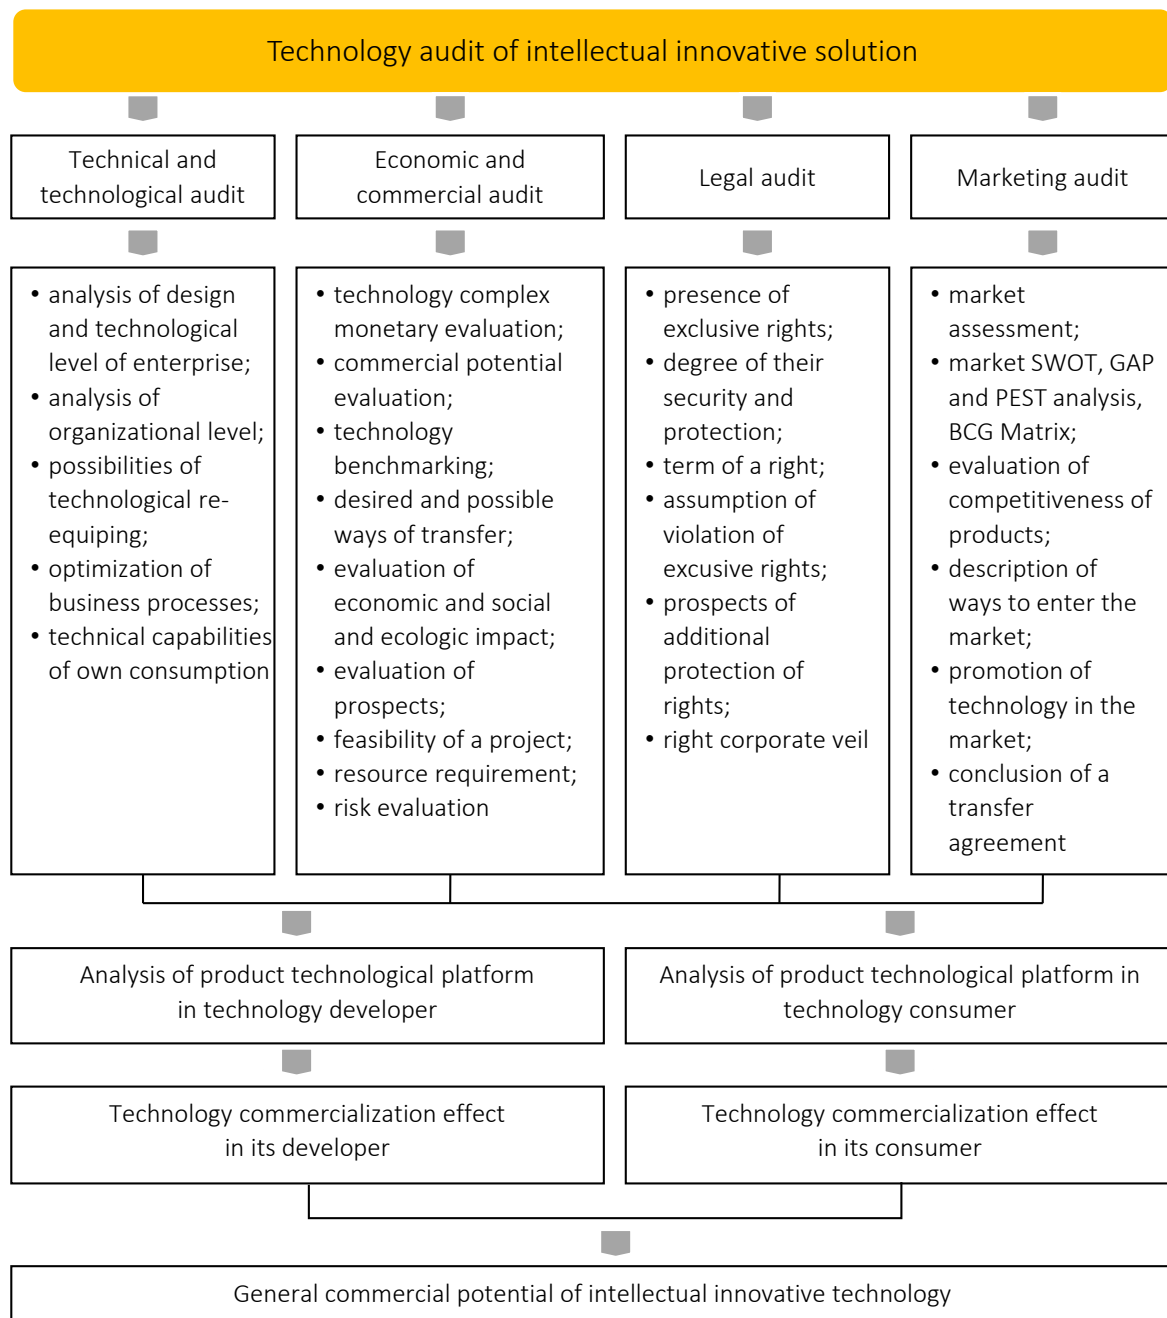 Technology audit of intellectual innovative solution
Technical and
technological audit
Economic and
commercial audit
Legal audit
Marketing audit
• analysis of design
and technological
level of enterprise;
• analysis of
organizational level;
• possibilities of
technological re-
equiping;
• optimization of
business processes;
• technical capabilities
of own consumption
• technology complex
monetary evaluation;
• commercial potential
evaluation;
• technology
benchmarking;
• desired and possible
ways of transfer;
• evaluation of
economic and social
and ecologic impact;
• evaluation of
prospects;
• feasibility of a project;
• resource requirement;
• risk evaluation
• presence of
exclusive rights;
• degree of their
security and
protection;
• term of a right;
• assumption of
violation of
excusive rights;
• prospects of
additional
protection of
rights;
• right corporate veil
• market
assessment;
• market SWOT, GAP
and PEST analysis,
BCG Matrix;
• evaluation of
competitiveness of
products;
• description of
ways to enter the
market;
• promotion of
technology in the
market;
• conclusion of a
transfer
agreement
Analysis of product technological platform
in technology developer
Analysis of product technological platform in
technology consumer
Technology commercialization effect
in its developer
Technology commercialization effect
in its consumer
General commercial potential of intellectual innovative technology